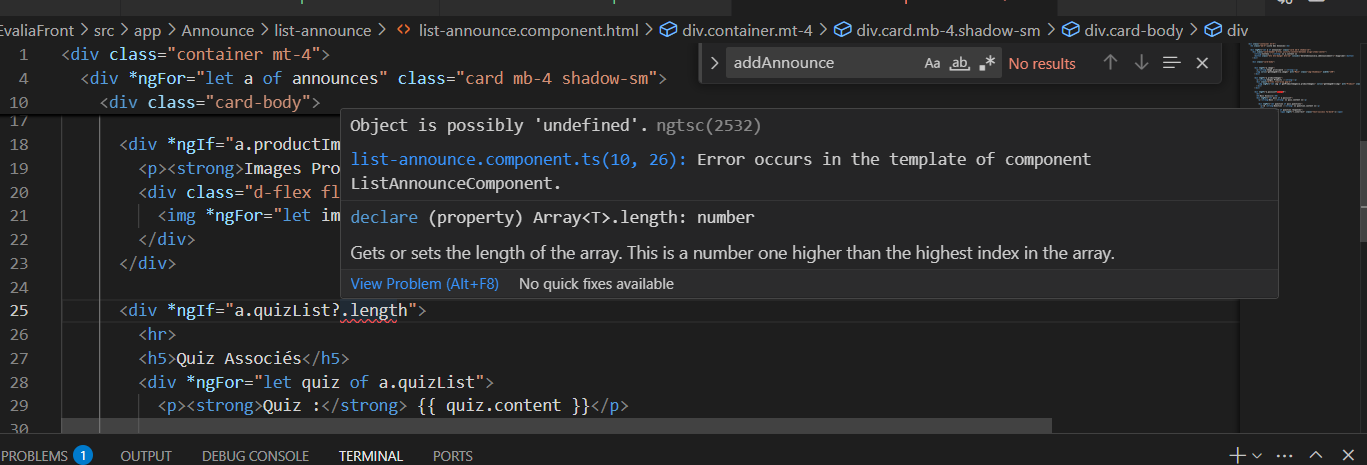 EvaliaFront > src > app > Announce > list-announce > <> list-announce.component.html > div.container.mt-4 > div.card.mb-4.shadow-sm > div.card-body > div
1 <div class="container mt-4">
4 <div *ngFor="let a of announces" class="card mb-4 shadow-sm">
10 <div class="card-body">
addAnnounce Aa ab .* No results
17
Object is possibly 'undefined'. ngtsc(2532)
list-announce.component.ts(10, 26): Error occurs in the template of component
ListAnnounceComponent.
declare (property) Array<T>.length: number
Gets or sets the length of the array. This is a number one higher than the highest index in the array.
View Problem (Alt+F8) No quick fixes available
18 <div *ngIf="a.productIm
19 <p><strong>Images Pro
20 <div class="d-flex fl
21 <img *ngFor="let im
22 </div>
23 </div>
24
25 <div *ngIf="a.quizList?.length">
26 <hr>
27 <h5>Quiz Associés</h5>
28 <div *ngFor="let quiz of a.quizList">
29 <p><strong>Quiz :</strong> {{ quiz.content }}</p>
30
PROBLEMS 1 OUTPUT DEBUG CONSOLE TERMINAL PORTS